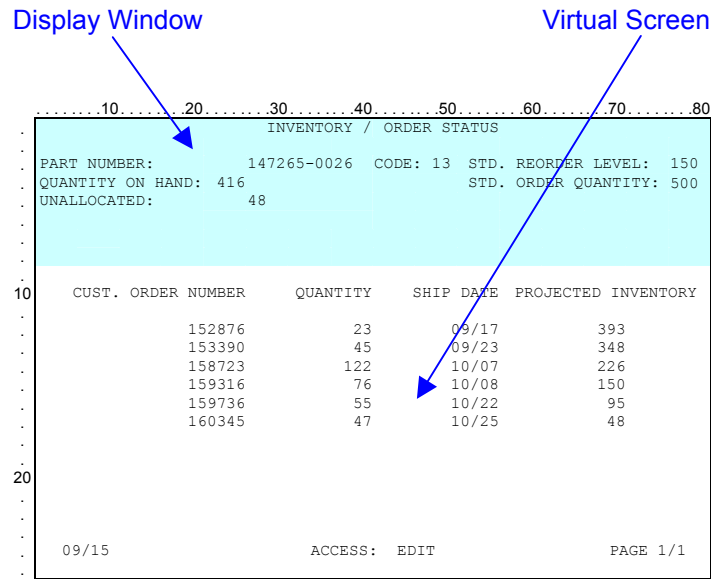 Display Window Virtual Screen
. . . . . . .10. . . . . . .20. . . . . . .30. . . . . . .40. . . . . . .50. . . . . . .60. . . . . . .70. . . . . . .80
INVENTORY / ORDER STATUS
PART NUMBER: 147265-0026 CODE: 13 STD. REORDER LEVEL: 150
QUANTITY ON HAND: 416 STD. ORDER QUANTITY: 500
UNALLOCATED: 48
10 CUST. ORDER NUMBER QUANTITY SHIP DATE PROJECTED INVENTORY
152876 23 09/17 393
153390 45 09/23 348
158723 122 10/07 226
159316 76 10/08 150
159736 55 10/22 95
160345 47 10/25 48
20
09/15 ACCESS: EDIT PAGE 1/1